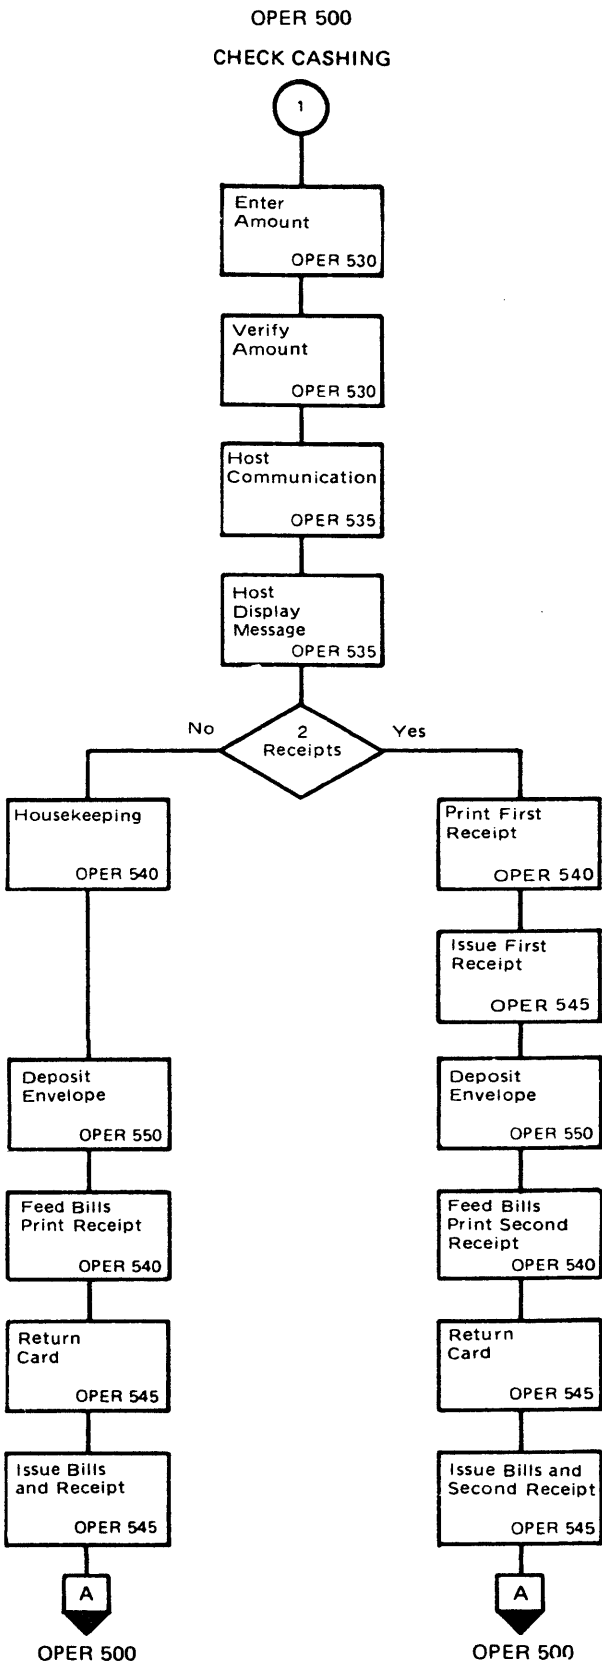 OPER 500
CHECK CASHING
1
Enter
Amount
OPER 530
Verify
Amount
OPER 530
Host
Communication
OPER 535
Host
Display
Message
OPER 535
2
Receipts
No
Yes
Housekeeping
OPER 540
Deposit
Envelope
OPER 550
Feed Bills
Print Receipt
OPER 540
Return
Card
OPER 545
Issue Bills
and Receipt
OPER 545
A
OPER 500
Print First
Receipt
OPER 540
Issue First
Receipt
OPER 545
Deposit
Envelope
OPER 550
Feed Bills
Print Second
Receipt
OPER 540
Return
Card
OPER 545
Issue Bills and
Second Receipt
OPER 545
A
OPER 500